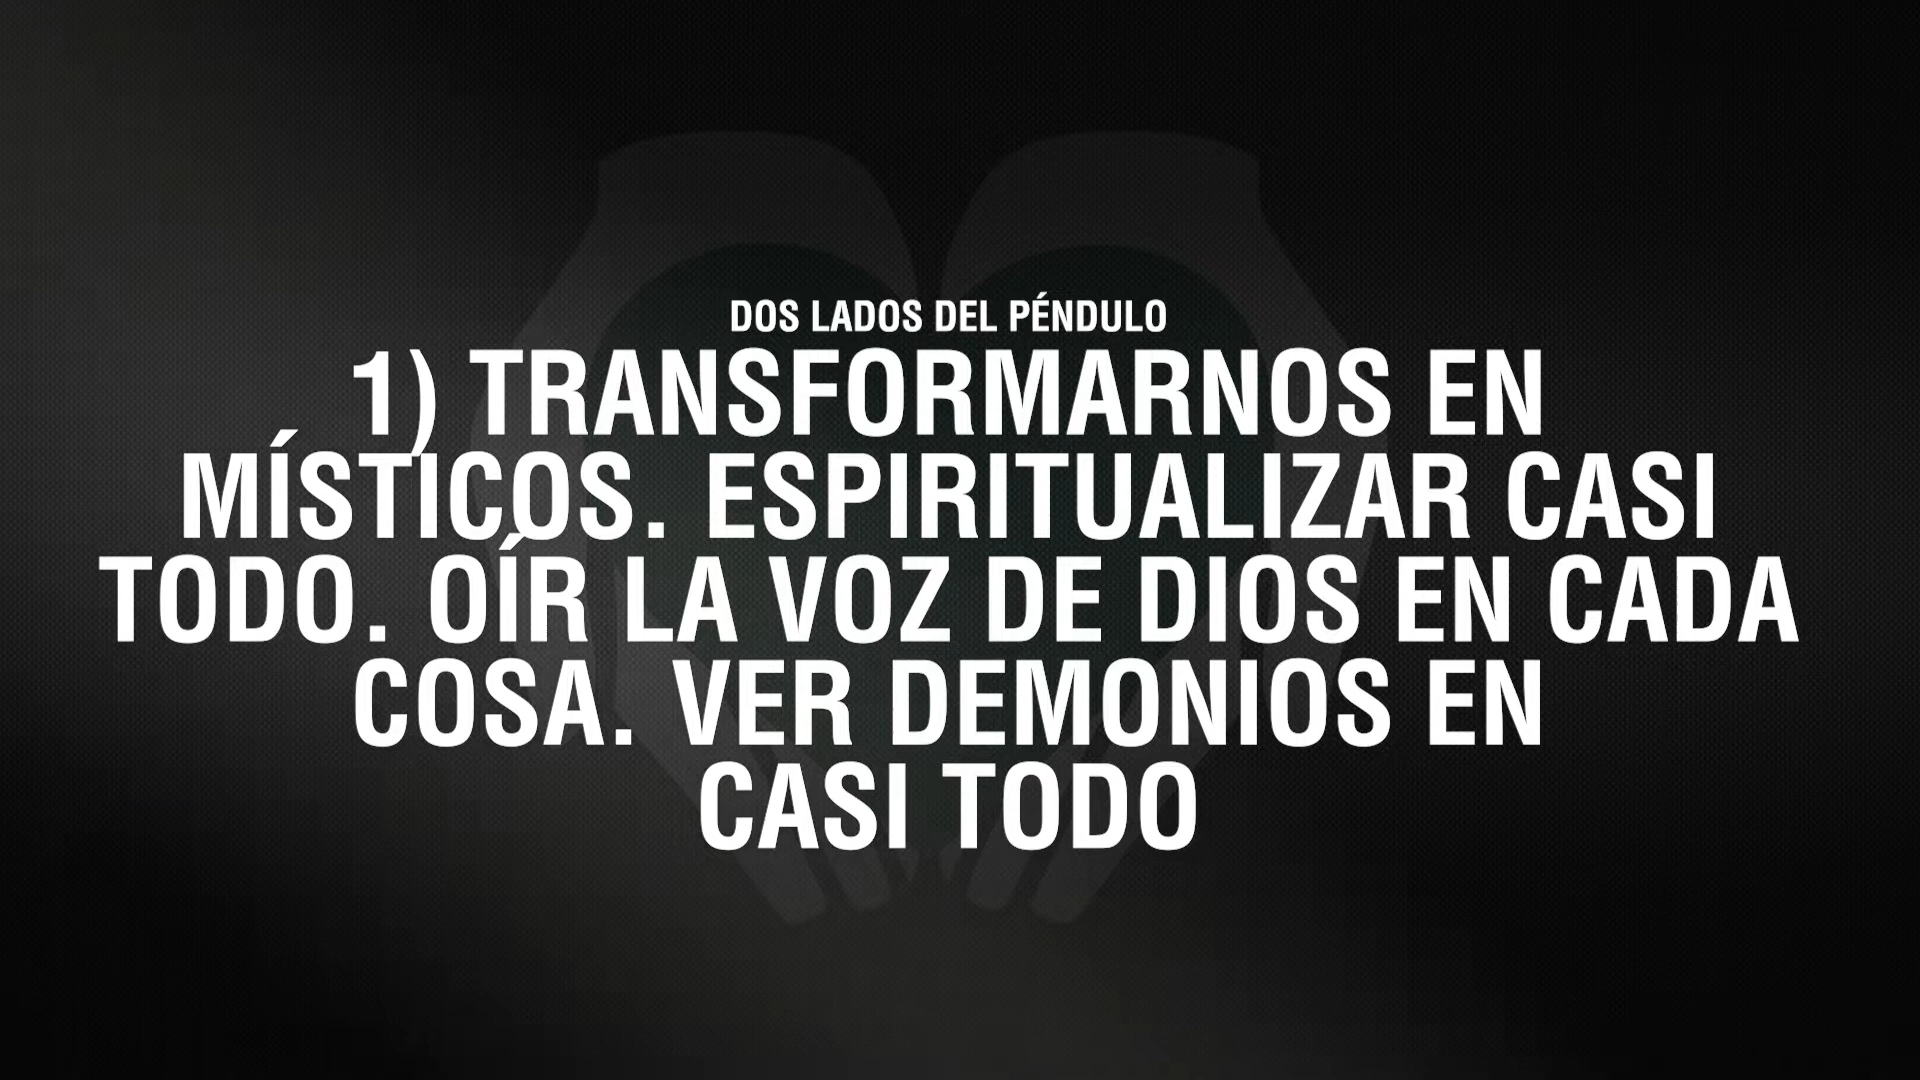 DOS LADOS DEL PÉNDULO
1) TRANSFORMARNOS EN
MÍSTICOS. ESPIRITUALIZAR CASI
TODO. OÍR LA VOZ DE DIOS EN CADA
COSA. VER DEMONIOS EN
CASI TODO